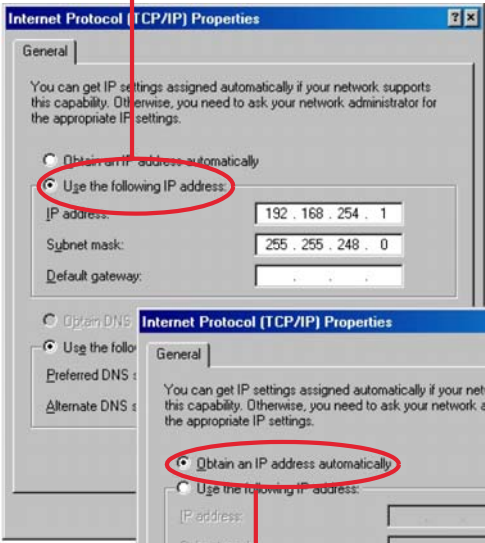 Internet Protocol (TCP/IP) Properties
General
You can get IP settings assigned automatically if your network supports
this capability. Otherwise, you need to ask your network administrator for
the appropriate IP settings.
Obtain an IP address automatically
Use the following IP address:
IP address:
192 . 168 . 254 . 1
Subnet mask:
255 . 255 . 248 . 0
Default gateway:
. . .
Obtain DNS
Use the follo
Preferred DNS s
Alternate DNS s
Internet Protocol (TCP/IP) Properties
General
You can get IP settings assigned automatically if your net
this capability. Otherwise, you need to ask your network a
the appropriate IP settings.
Obtain an IP address automatically
Use the following IP address:
IP address: